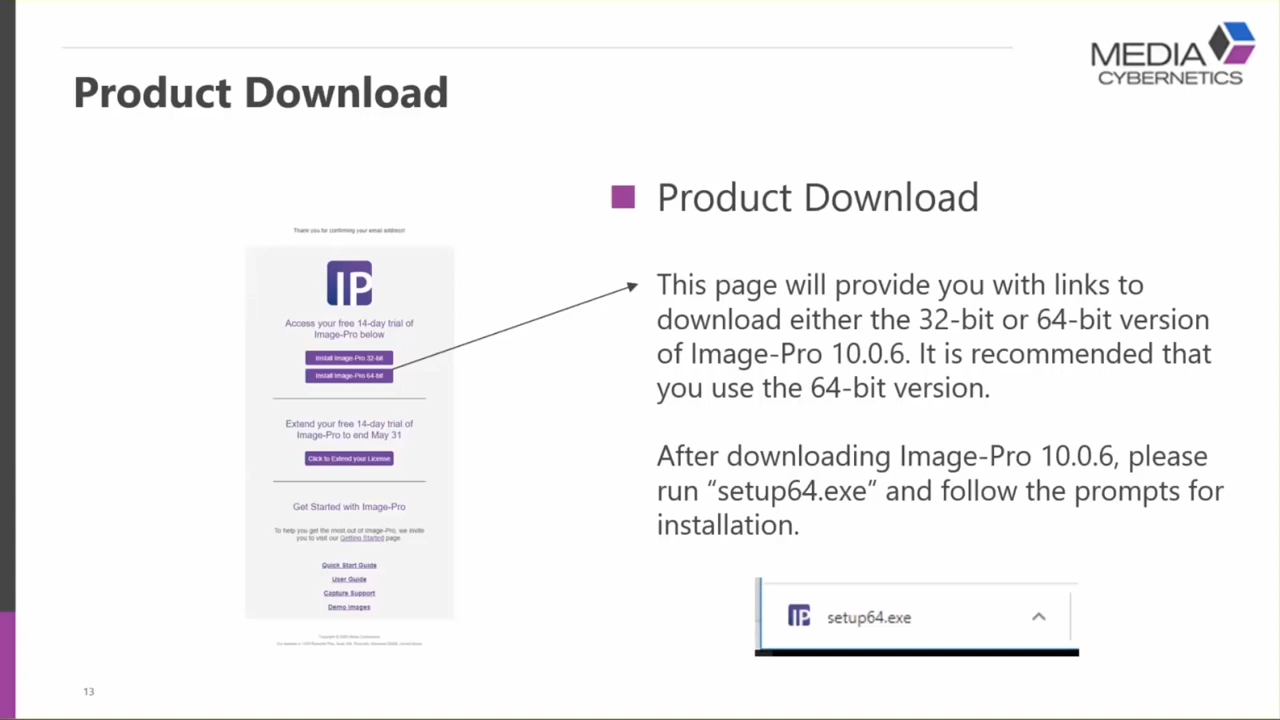 MEDIA
CYBERNETICS
Product Download
Product Download
This page will provide you with links to
download either the 32-bit or 64-bit version
of Image-Pro 10.0.6. It is recommended that
you use the 64-bit version.
After downloading Image-Pro 10.0.6, please
run “setup64.exe” and follow the prompts for
installation.
Thank you for confirming your email address!
IP
Access your free 14-day trial of
Image-Pro below
Install Image-Pro 32-bit
Install Image-Pro 64-bit
Extend your free 14-day trial of
Image-Pro to end May 31
Click to Extend your License
Get Started with Image-Pro
To help you get the most out of Image-Pro, we invite
you to visit our Getting Started page.
Quick Start Guide
User Guide
Capture Support
Demo Images
IP setup64.exe
13